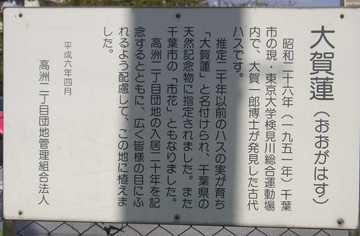 大賀蓮（おおがはす）
昭和二十六年（一九五一年）千葉
市の現・東京大学検見川総合運動場
内で、大賀一郎博士が発見した古代
ハスです。
推定二千年以前のハスの実が育ち
「大賀蓮」と名付けられ、千葉県の
天然記念物に指定されました。また
千葉市の「市花」ともなりました。
高洲二丁目団地の入居二十年を記
念するとともに、広く皆様の目にふ
れるよう配慮して、この地に植えま
した。
平成六年四月
高洲二丁目団地管理組合法人